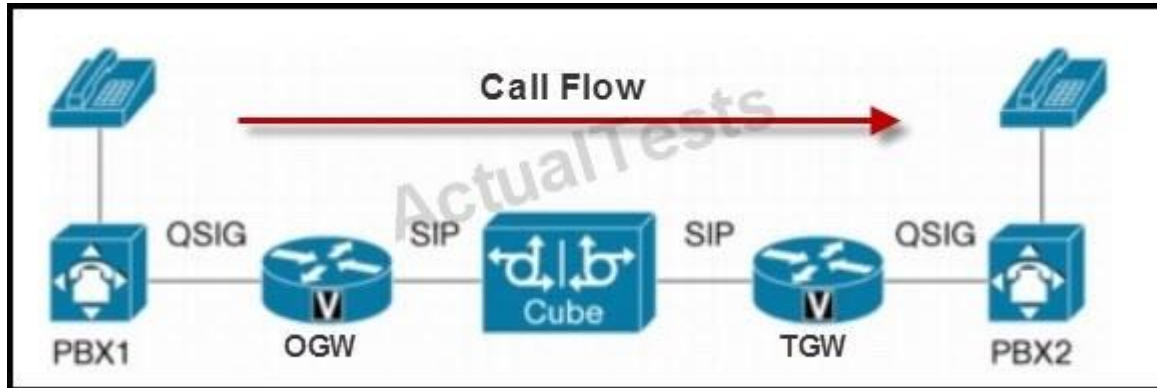 Call Flow
ActualTests
QSIG SIP SIP QSIG
V Cube V
PBX1 OGW TGW PBX2